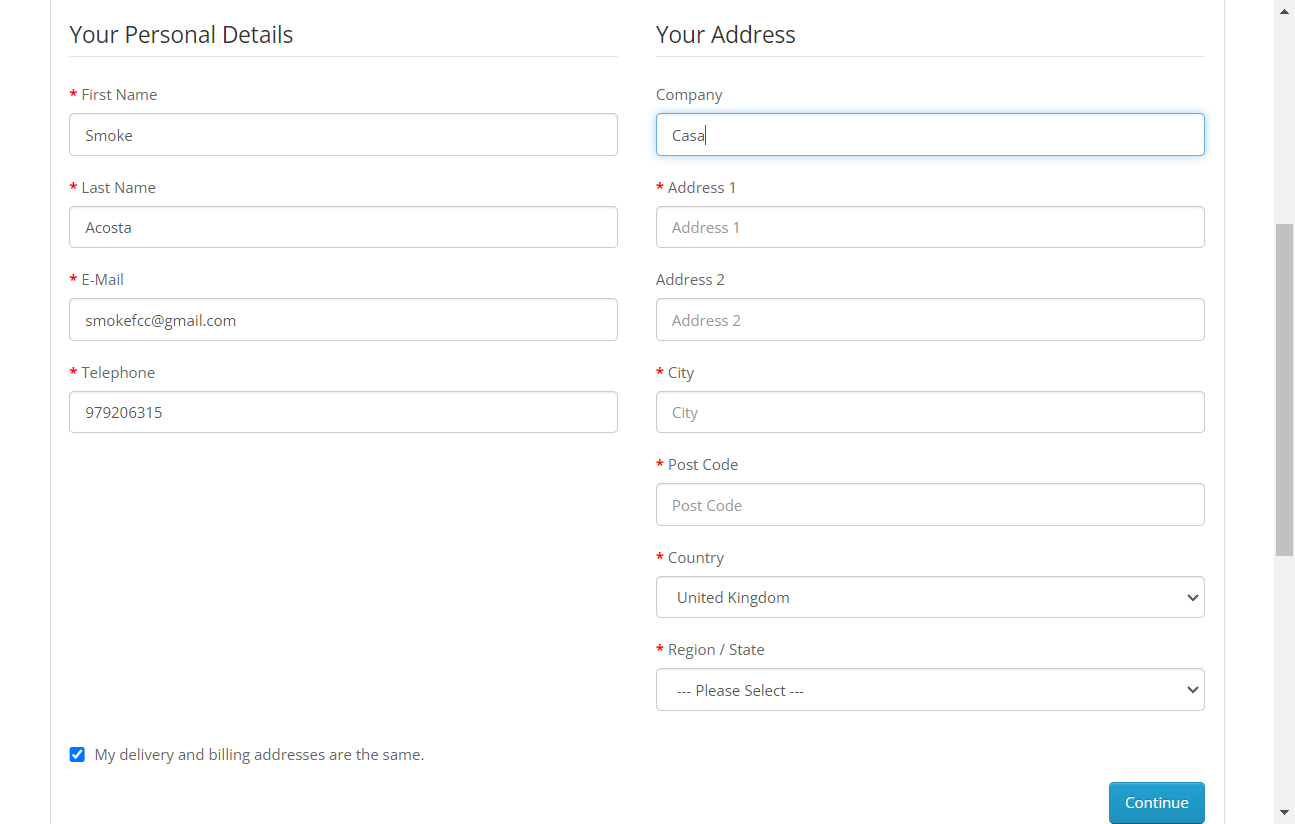 Your Personal Details
* First Name
Smoke
* Last Name
Acosta
* E-Mail
smokefcc@gmail.com
* Telephone
979206315
Your Address
Company
Casa
* Address 1
Address 1
Address 2
Address 2
* City
City
* Post Code
Post Code
* Country
United Kingdom
* Region / State
--- Please Select ---
My delivery and billing addresses are the same.
Continue